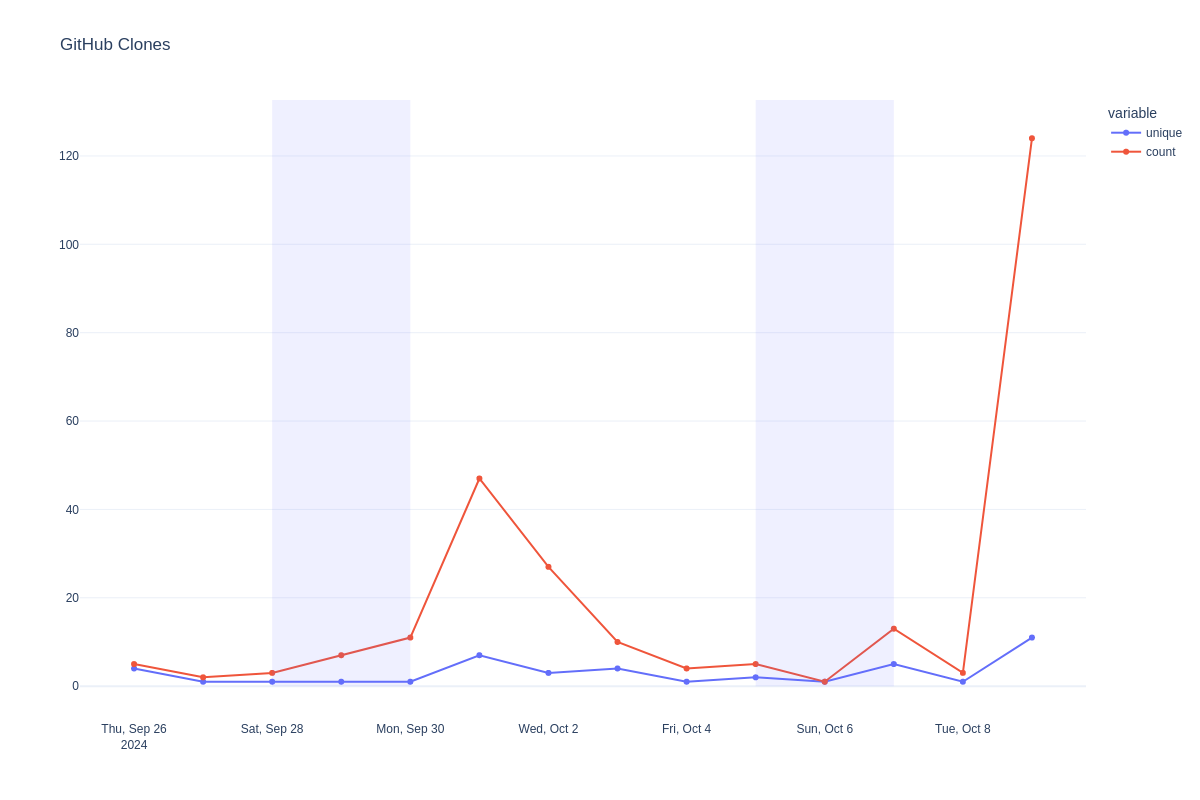 GitHub Clones
variable
unique
count
120
100
80
60
40
20
0
Thu, Sep 26
2024
Sat, Sep 28
Mon, Sep 30
Wed, Oct 2
Fri, Oct 4
Sun, Oct 6
Tue, Oct 8